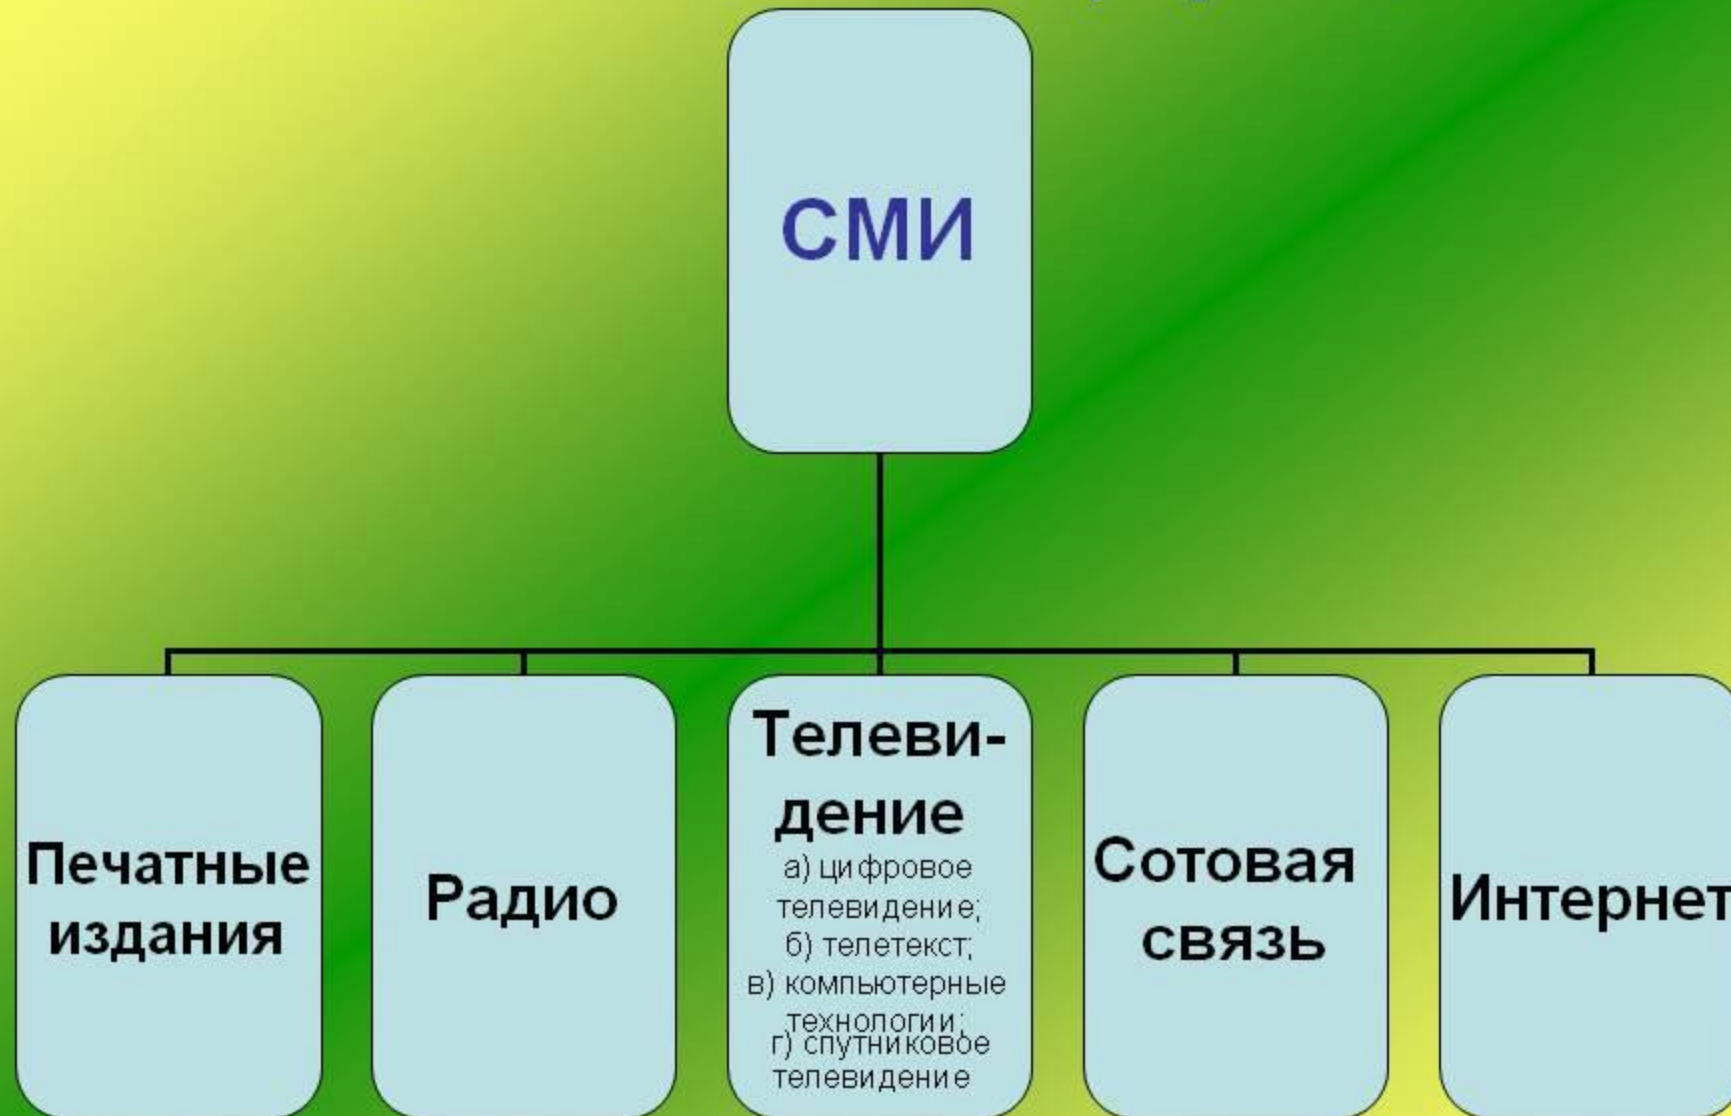 СМИ
Печатные
издания
Радио
Телеви-
дение
а) цифровое
телевидение;
б) телетекст;
в) компьютерные
технологии;
г) спутниковое
телевидение
Сотовая
связь
Интернет